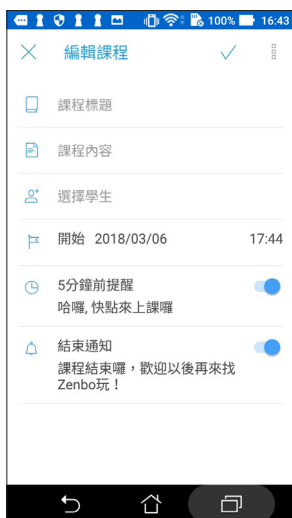 100% 16:43
編輯課程
課程標題
課程內容
選擇學生
開始 2018/03/06 17:44
5分鐘前提醒
哈囉, 快點來上課囉
結束通知
課程結束囉，歡迎以後再來找
Zenbo玩！